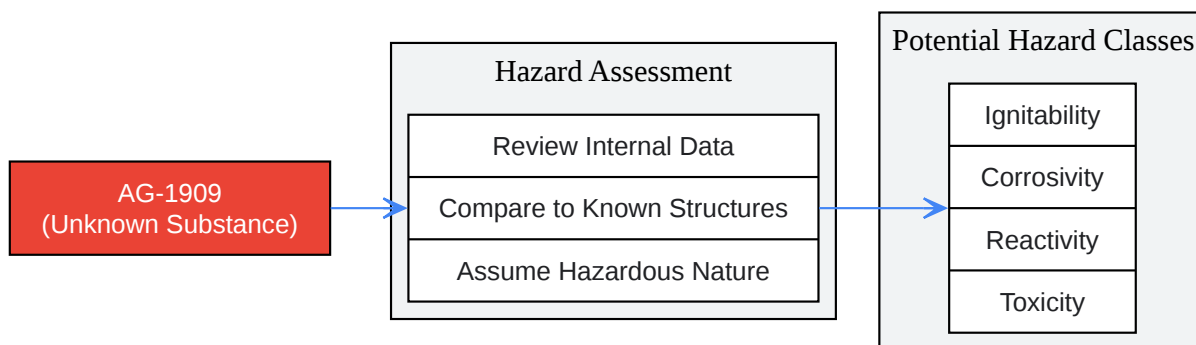 AG-1909
(Unknown Substance)
Hazard Assessment
Review Internal Data
Compare to Known Structures
Assume Hazardous Nature
Potential Hazard Classes
Ignitability
Corrosivity
Reactivity
Toxicity